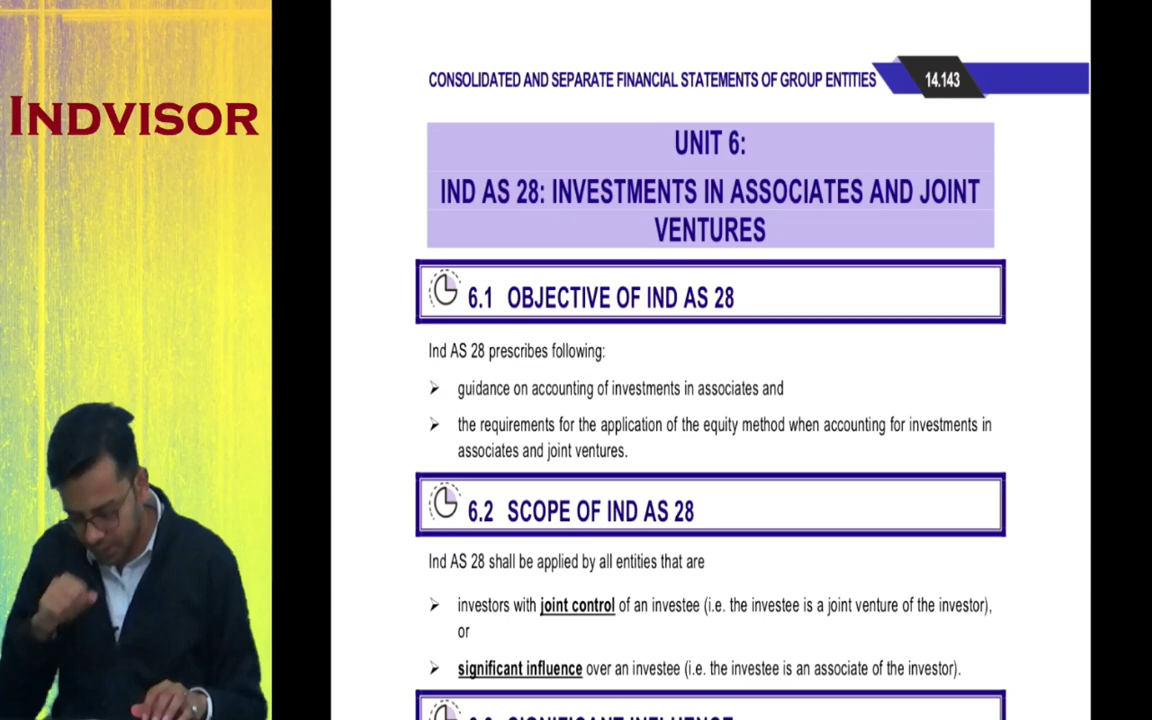 INDVISOR
CONSOLIDATED AND SEPARATE FINANCIAL STATEMENTS OF GROUP ENTITIES 14.143
UNIT 6:
IND AS 28: INVESTMENTS IN ASSOCIATES AND JOINT
VENTURES
6.1 OBJECTIVE OF IND AS 28
Ind AS 28 prescribes following:
➢ guidance on accounting of investments in associates and
➢ the requirements for the application of the equity method when accounting for investments in
associates and joint ventures.
6.2 SCOPE OF IND AS 28
Ind AS 28 shall be applied by all entities that are
➢ investors with joint control of an investee (i.e. the investee is a joint venture of the investor),
or
➢ significant influence over an investee (i.e. the investee is an associate of the investor).
SIGNIFICANT INFLUENCE